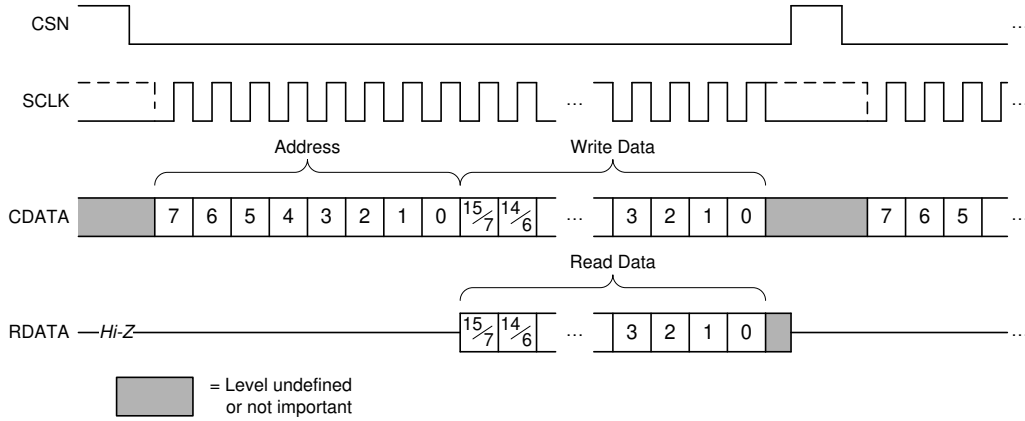 CSN ...
SCLK ... ...
Address Write Data
CDATA 7 6 5 4 3 2 1 0 15/7 14/6 ... 3 2 1 0 7 6 5 ...
Read Data
RDATA Hi-Z 15/7 14/6 ... 3 2 1 0 ...
= Level undefined
or not important